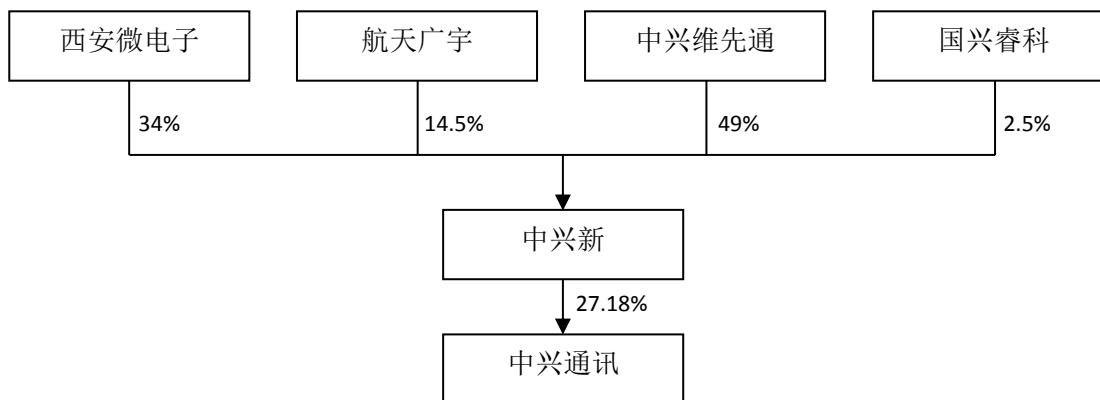 西安微电子
航天广宇
中兴维先通
国兴睿科
34%
14.5%
49%
2.5%
中兴新
27.18%
中兴通讯